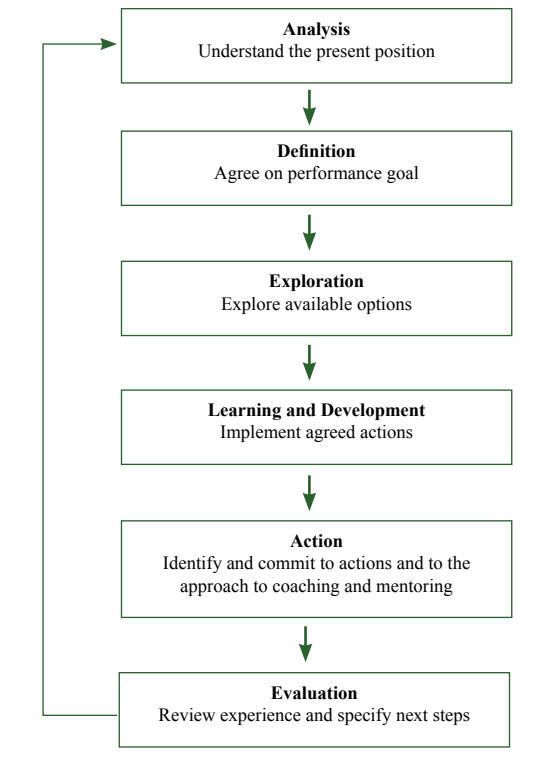 Analysis
Understand the present position
Definition
Agree on performance goal
Exploration
Explore available options
Learning and Development
Implement agreed actions
Action
Identify and commit to actions and to the
approach to coaching and mentoring
Evaluation
Review experience and specify next steps